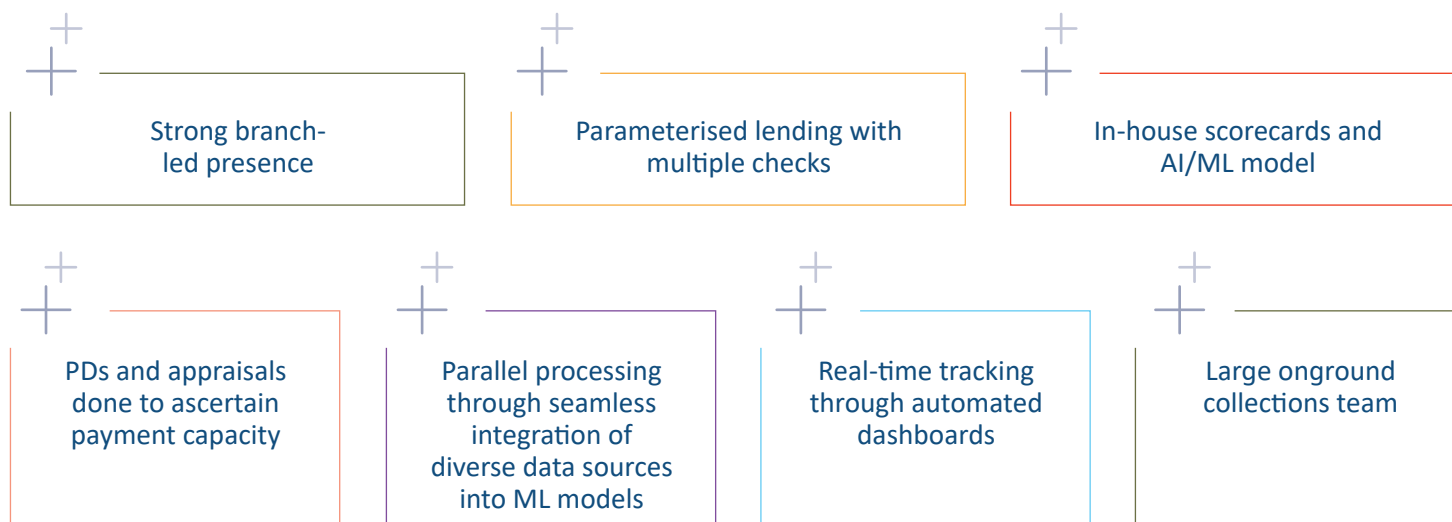 Strong branch-
led presence
Parameterised lending with
multiple checks
In-house scorecards and
AI/ML model
PDs and appraisals
done to ascertain
payment capacity
Parallel processing
through seamless
integration of
diverse data sources
into ML models
Real-time tracking
through automated
dashboards
Large onground
collections team